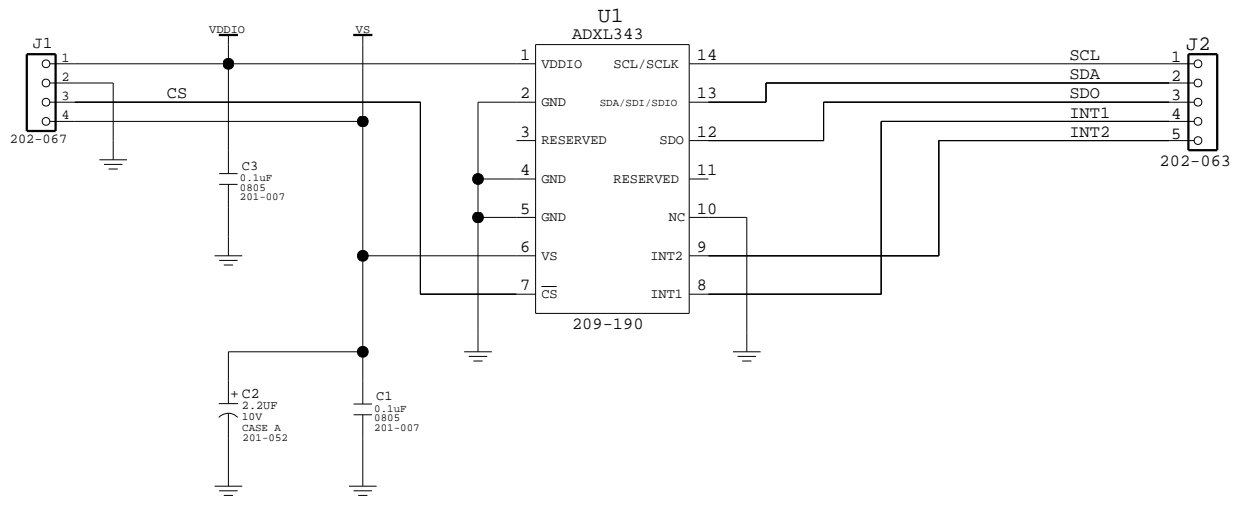 VDDIO
VS
U1
ADXL343
J1
1
2
3
4
202-067
CS
C3
0.1uF
0805
201-007
+
C2
2.2UF
10V
CASE A
201-052
C1
0.1uF
0805
201-007
1 VDDIO
2 GND
3 RESERVED
4 GND
5 GND
6 VS
7 CS
SCL/SCLK 14
SDA/SDI/SDIO 13
SDO 12
RESERVED 11
NC 10
INT2 9
INT1 8
209-190
J2
SCL 1
SDA 2
SDO 3
INT1 4
INT2 5
202-063